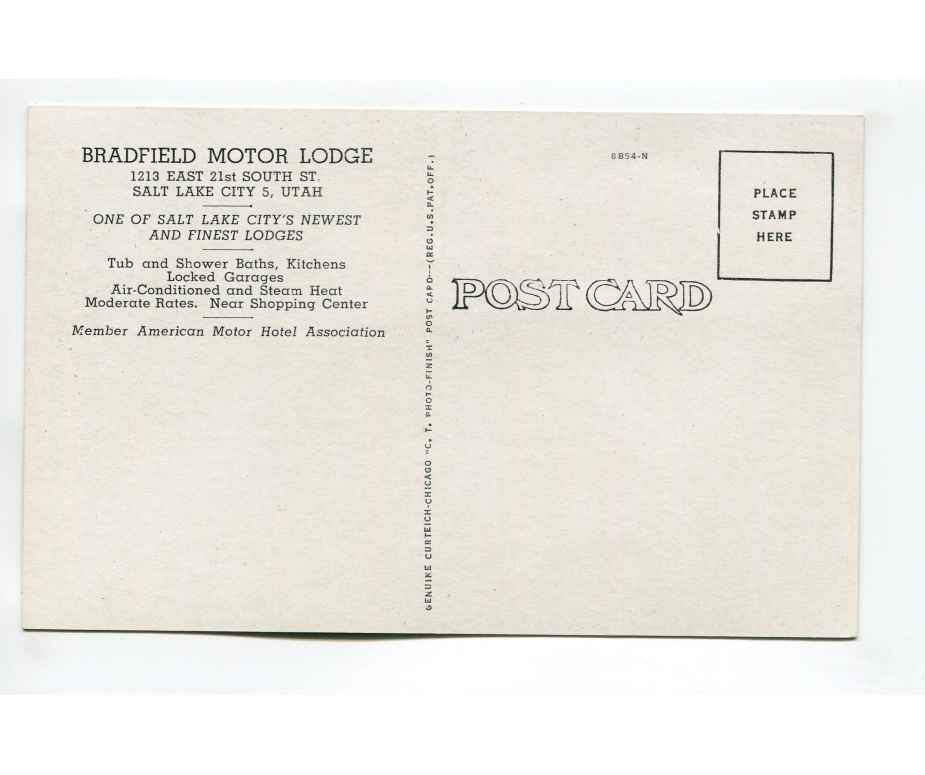 BRADFIELD MOTOR LODGE
1213 EAST 21st SOUTH ST.
SALT LAKE CITY 5, UTAH
ONE OF SALT LAKE CITY'S NEWEST
AND FINEST LODGES
Tub and Shower Baths, Kitchens
Locked Garages
Air-Conditioned and Steam Heat
Moderate Rates. Near Shopping Center
Member American Motor Hotel Association
GENUINE CURTEICH-CHICAGO "C. T. PHOTO-FINISH" POST CARD—(REG.U.S.PAT.OFF.)
8B54-N
POST CARD
PLACE
STAMP
HERE